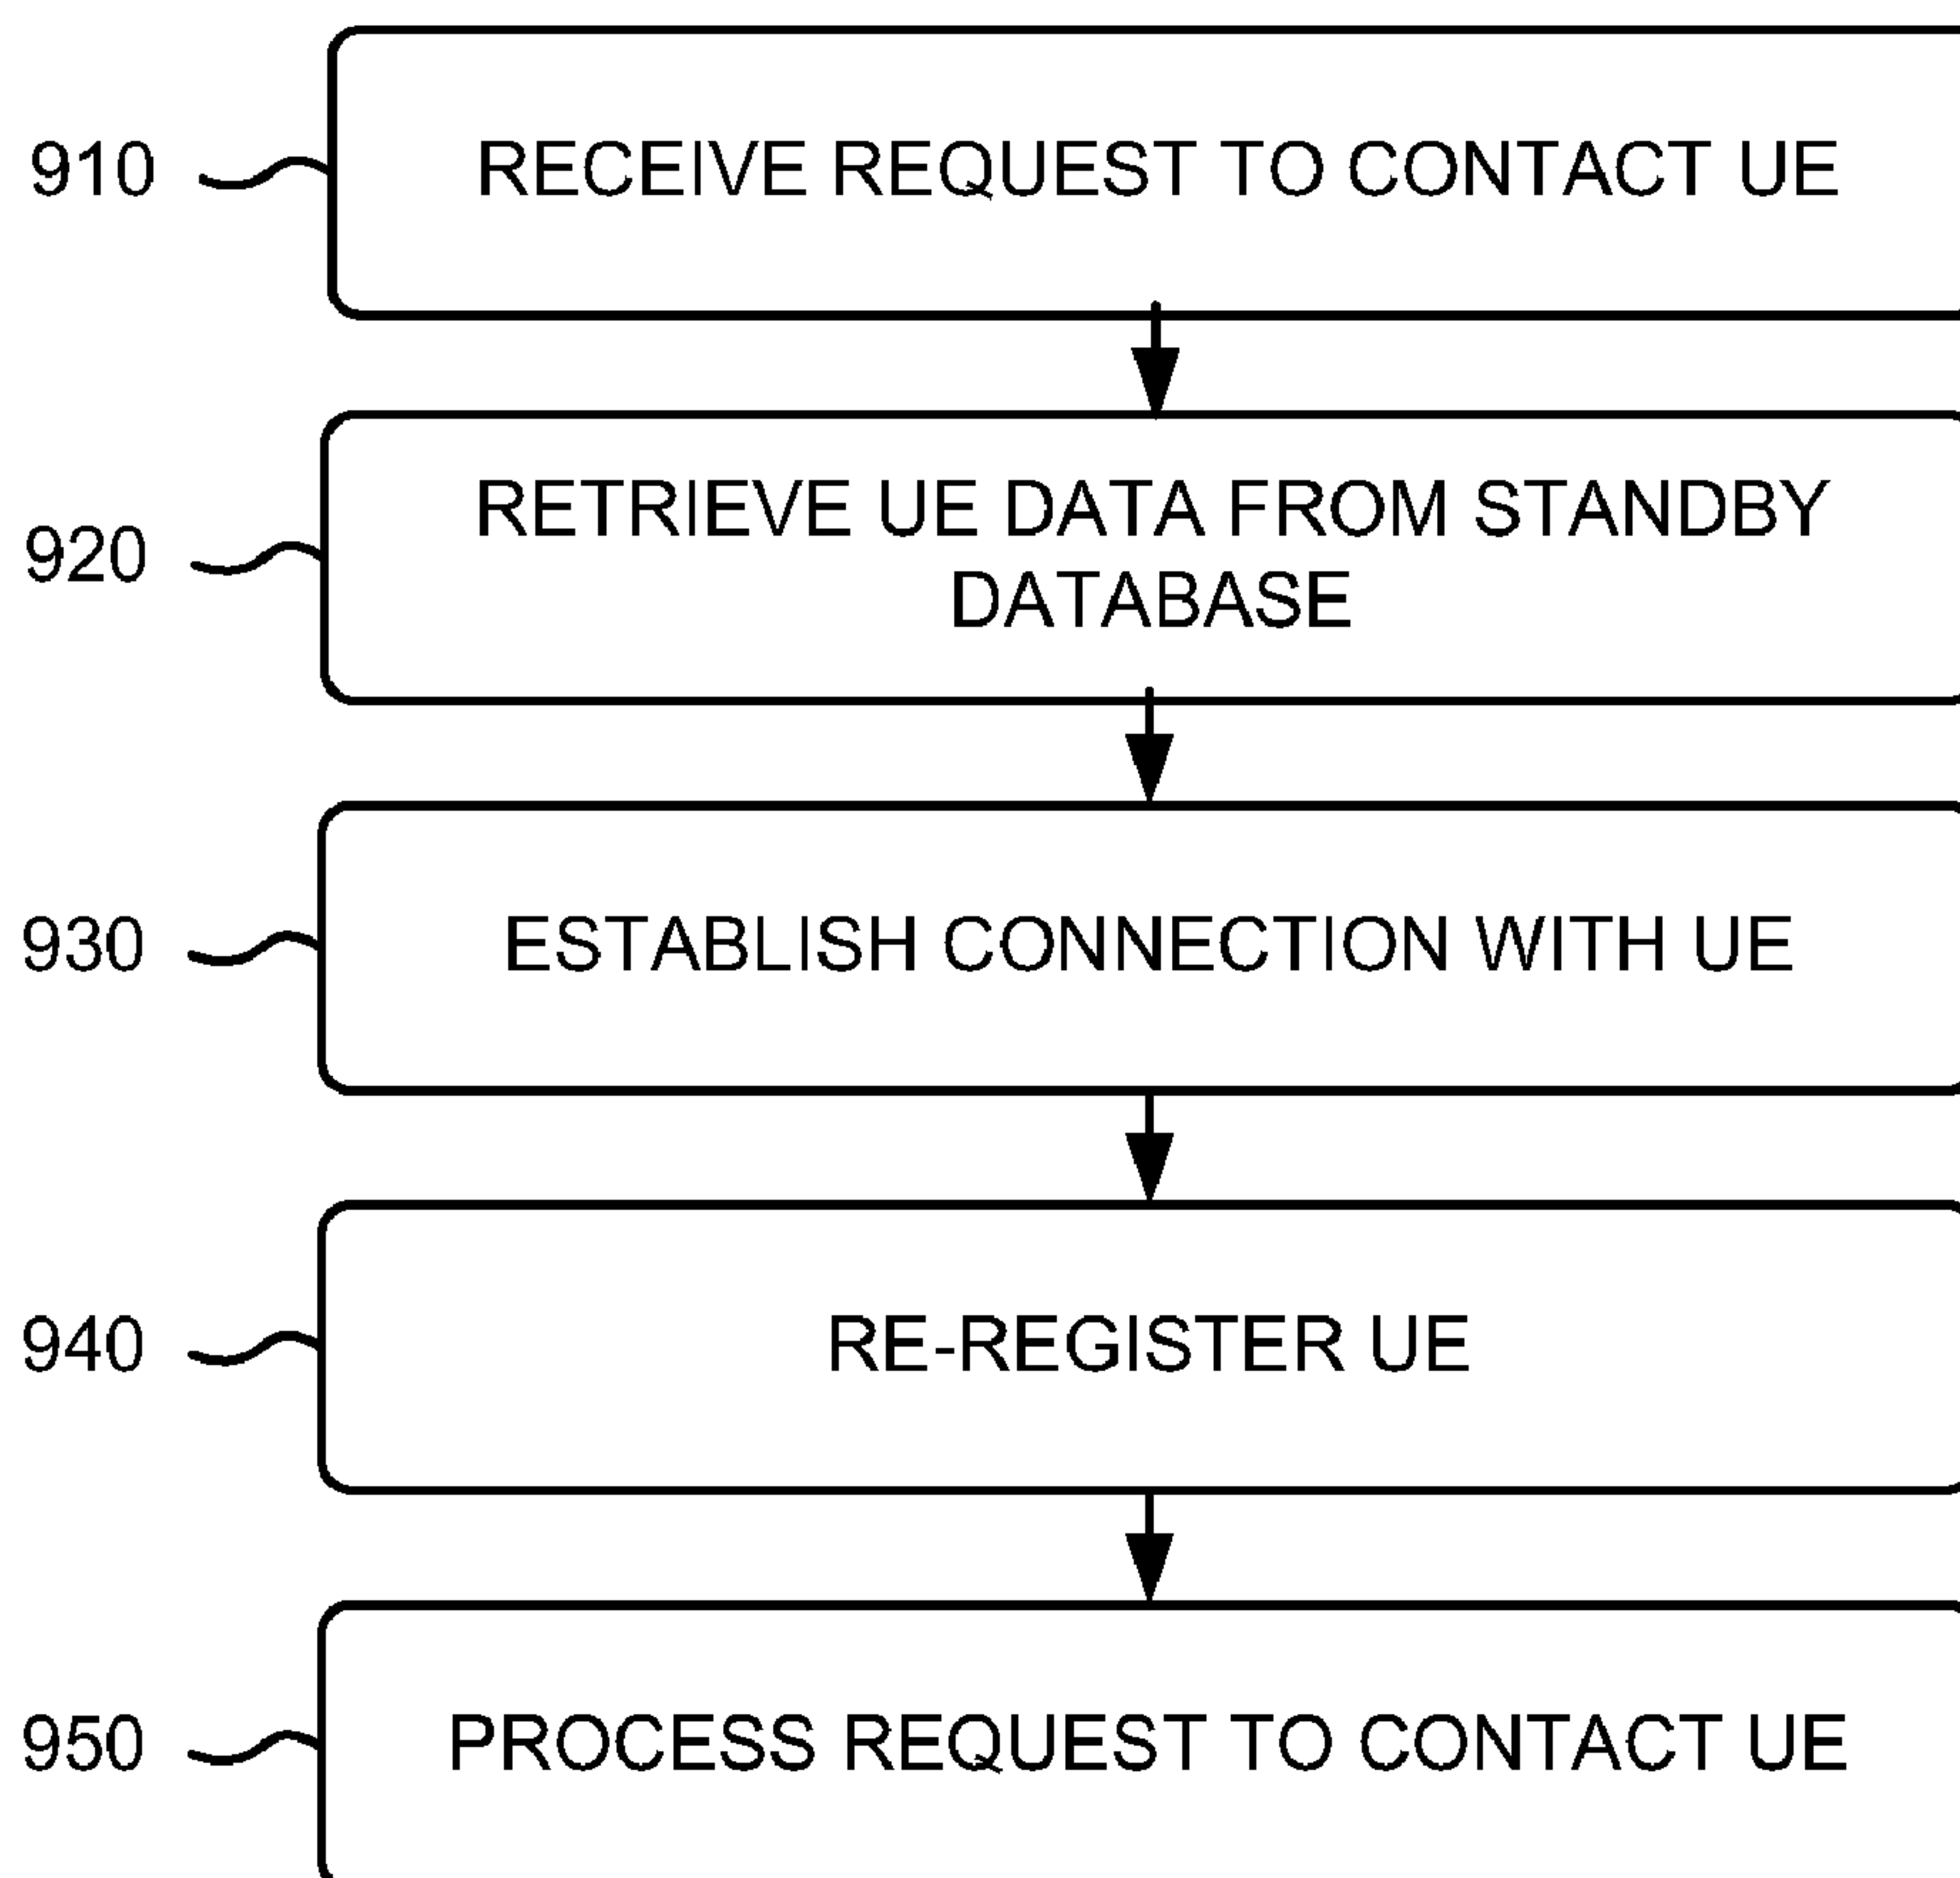 910
RECEIVE REQUEST TO CONTACT UE
920
RETRIEVE UE DATA FROM STANDBY
DATABASE
930
ESTABLISH CONNECTION WITH UE
940
RE-REGISTER UE
950
PROCESS REQUEST TO CONTACT UE